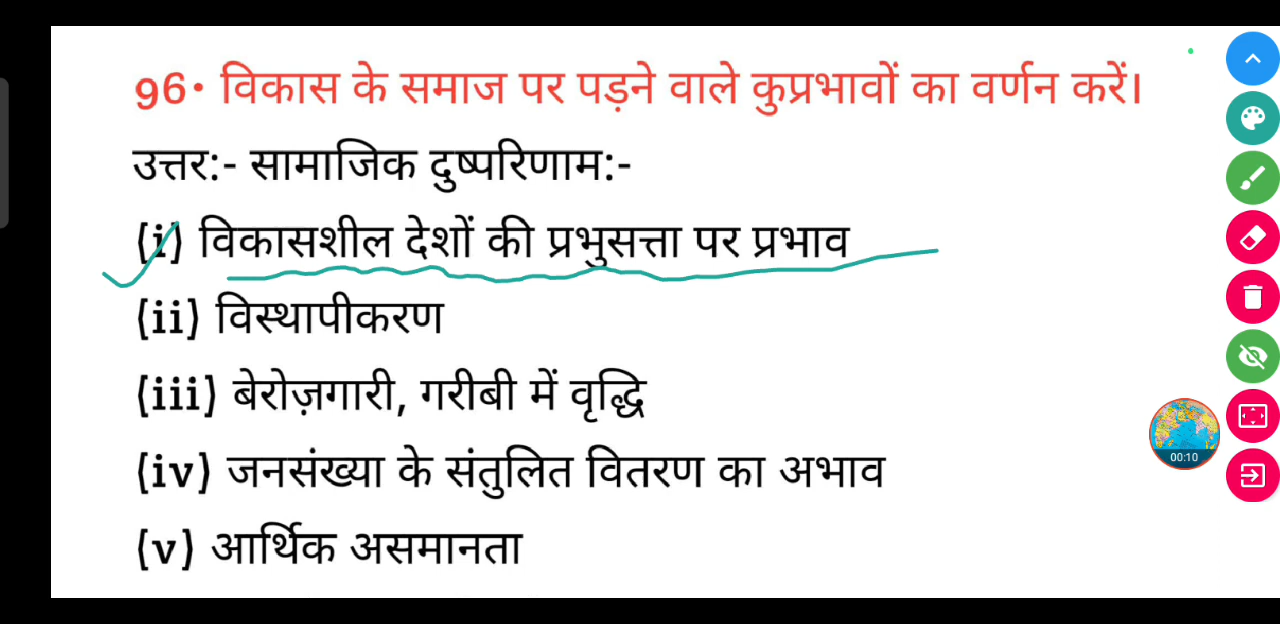 96• विकास के समाज पर पड़ने वाले कुप्रभावों का वर्णन करें।
उत्तर:- सामाजिक दुष्परिणाम:-
(i) विकासशील देशों की प्रभुसत्ता पर प्रभाव
(ii) विस्थापीकरण
(iii) बेरोज़गारी, गरीबी में वृद्धि
(iv) जनसंख्या के संतुलित वितरण का अभाव
(v) आर्थिक असमानता
00:10